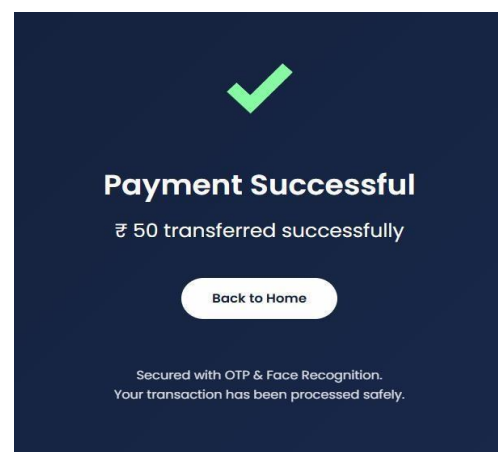 Payment Successful
₹ 50 transferred successfully
Back to Home
Secured with OTP & Face Recognition.
Your transaction has been processed safely.